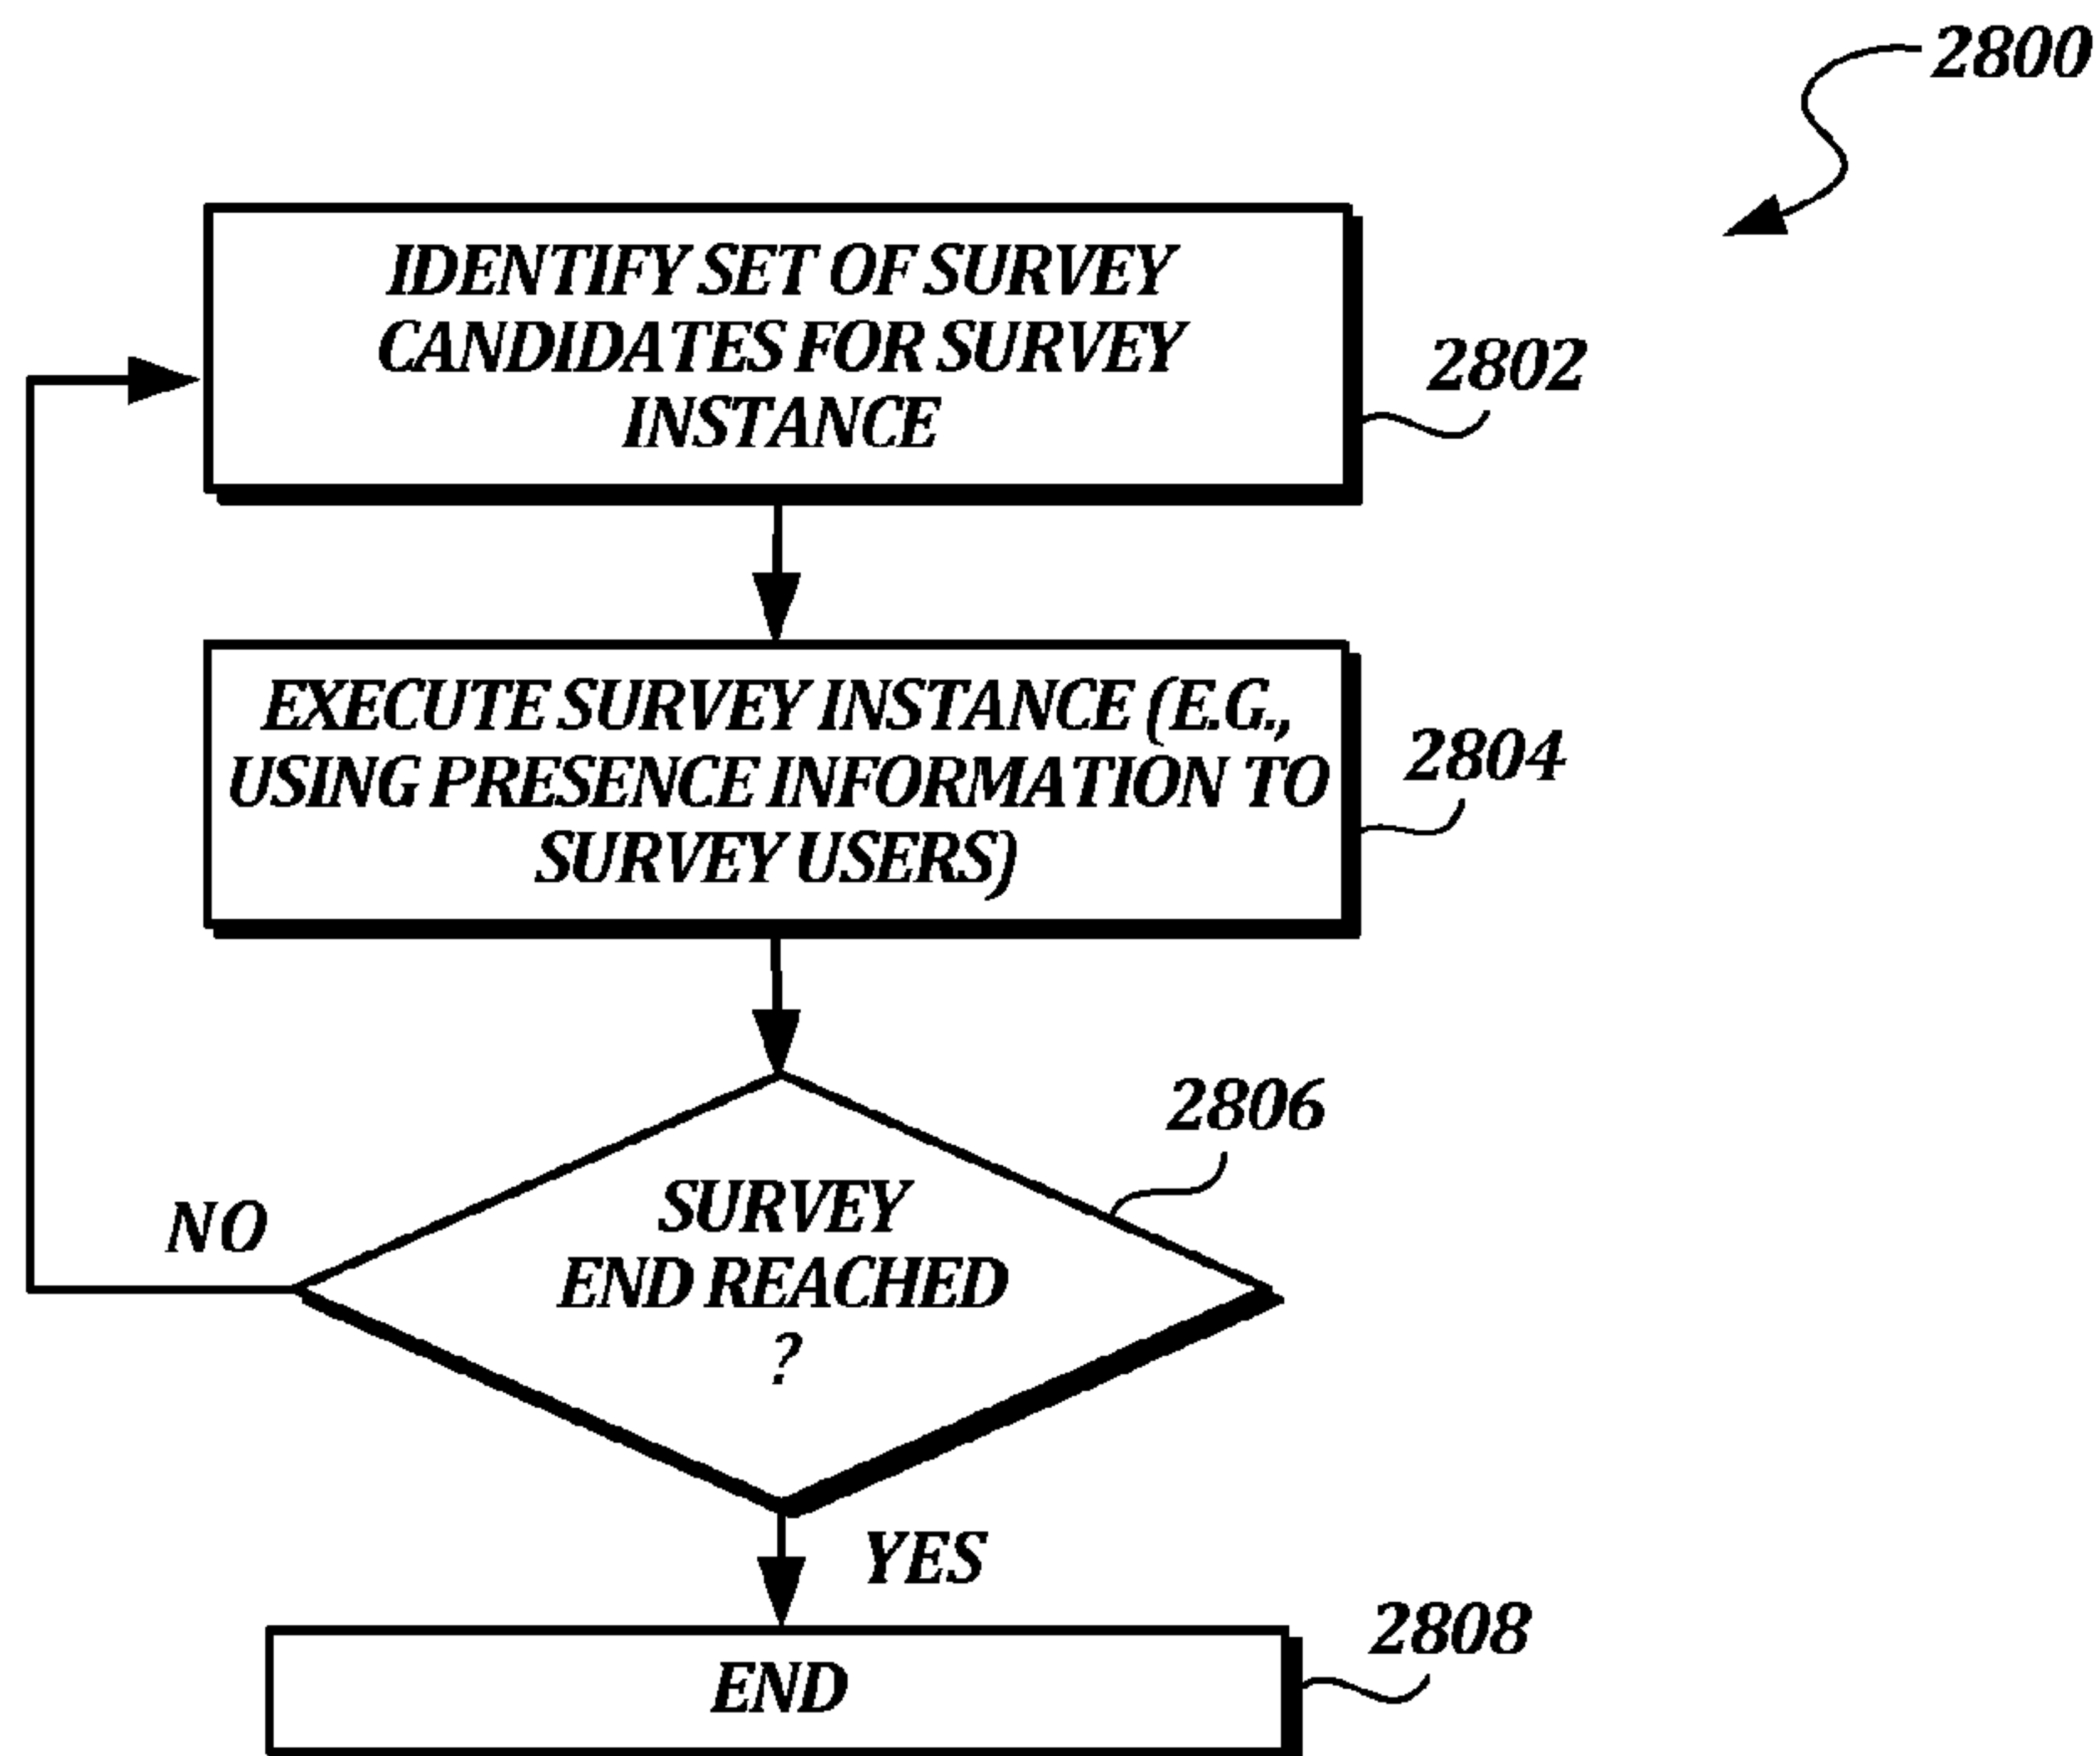 2800
IDENTIFY SET OF SURVEY
CANDIDATES FOR SURVEY
INSTANCE
2802
EXECUTE SURVEY INSTANCE (E.G.,
USING PRESENCE INFORMATION TO
SURVEY USERS)
2804
2806
SURVEY
END REACHED
?
NO
YES
END
2808